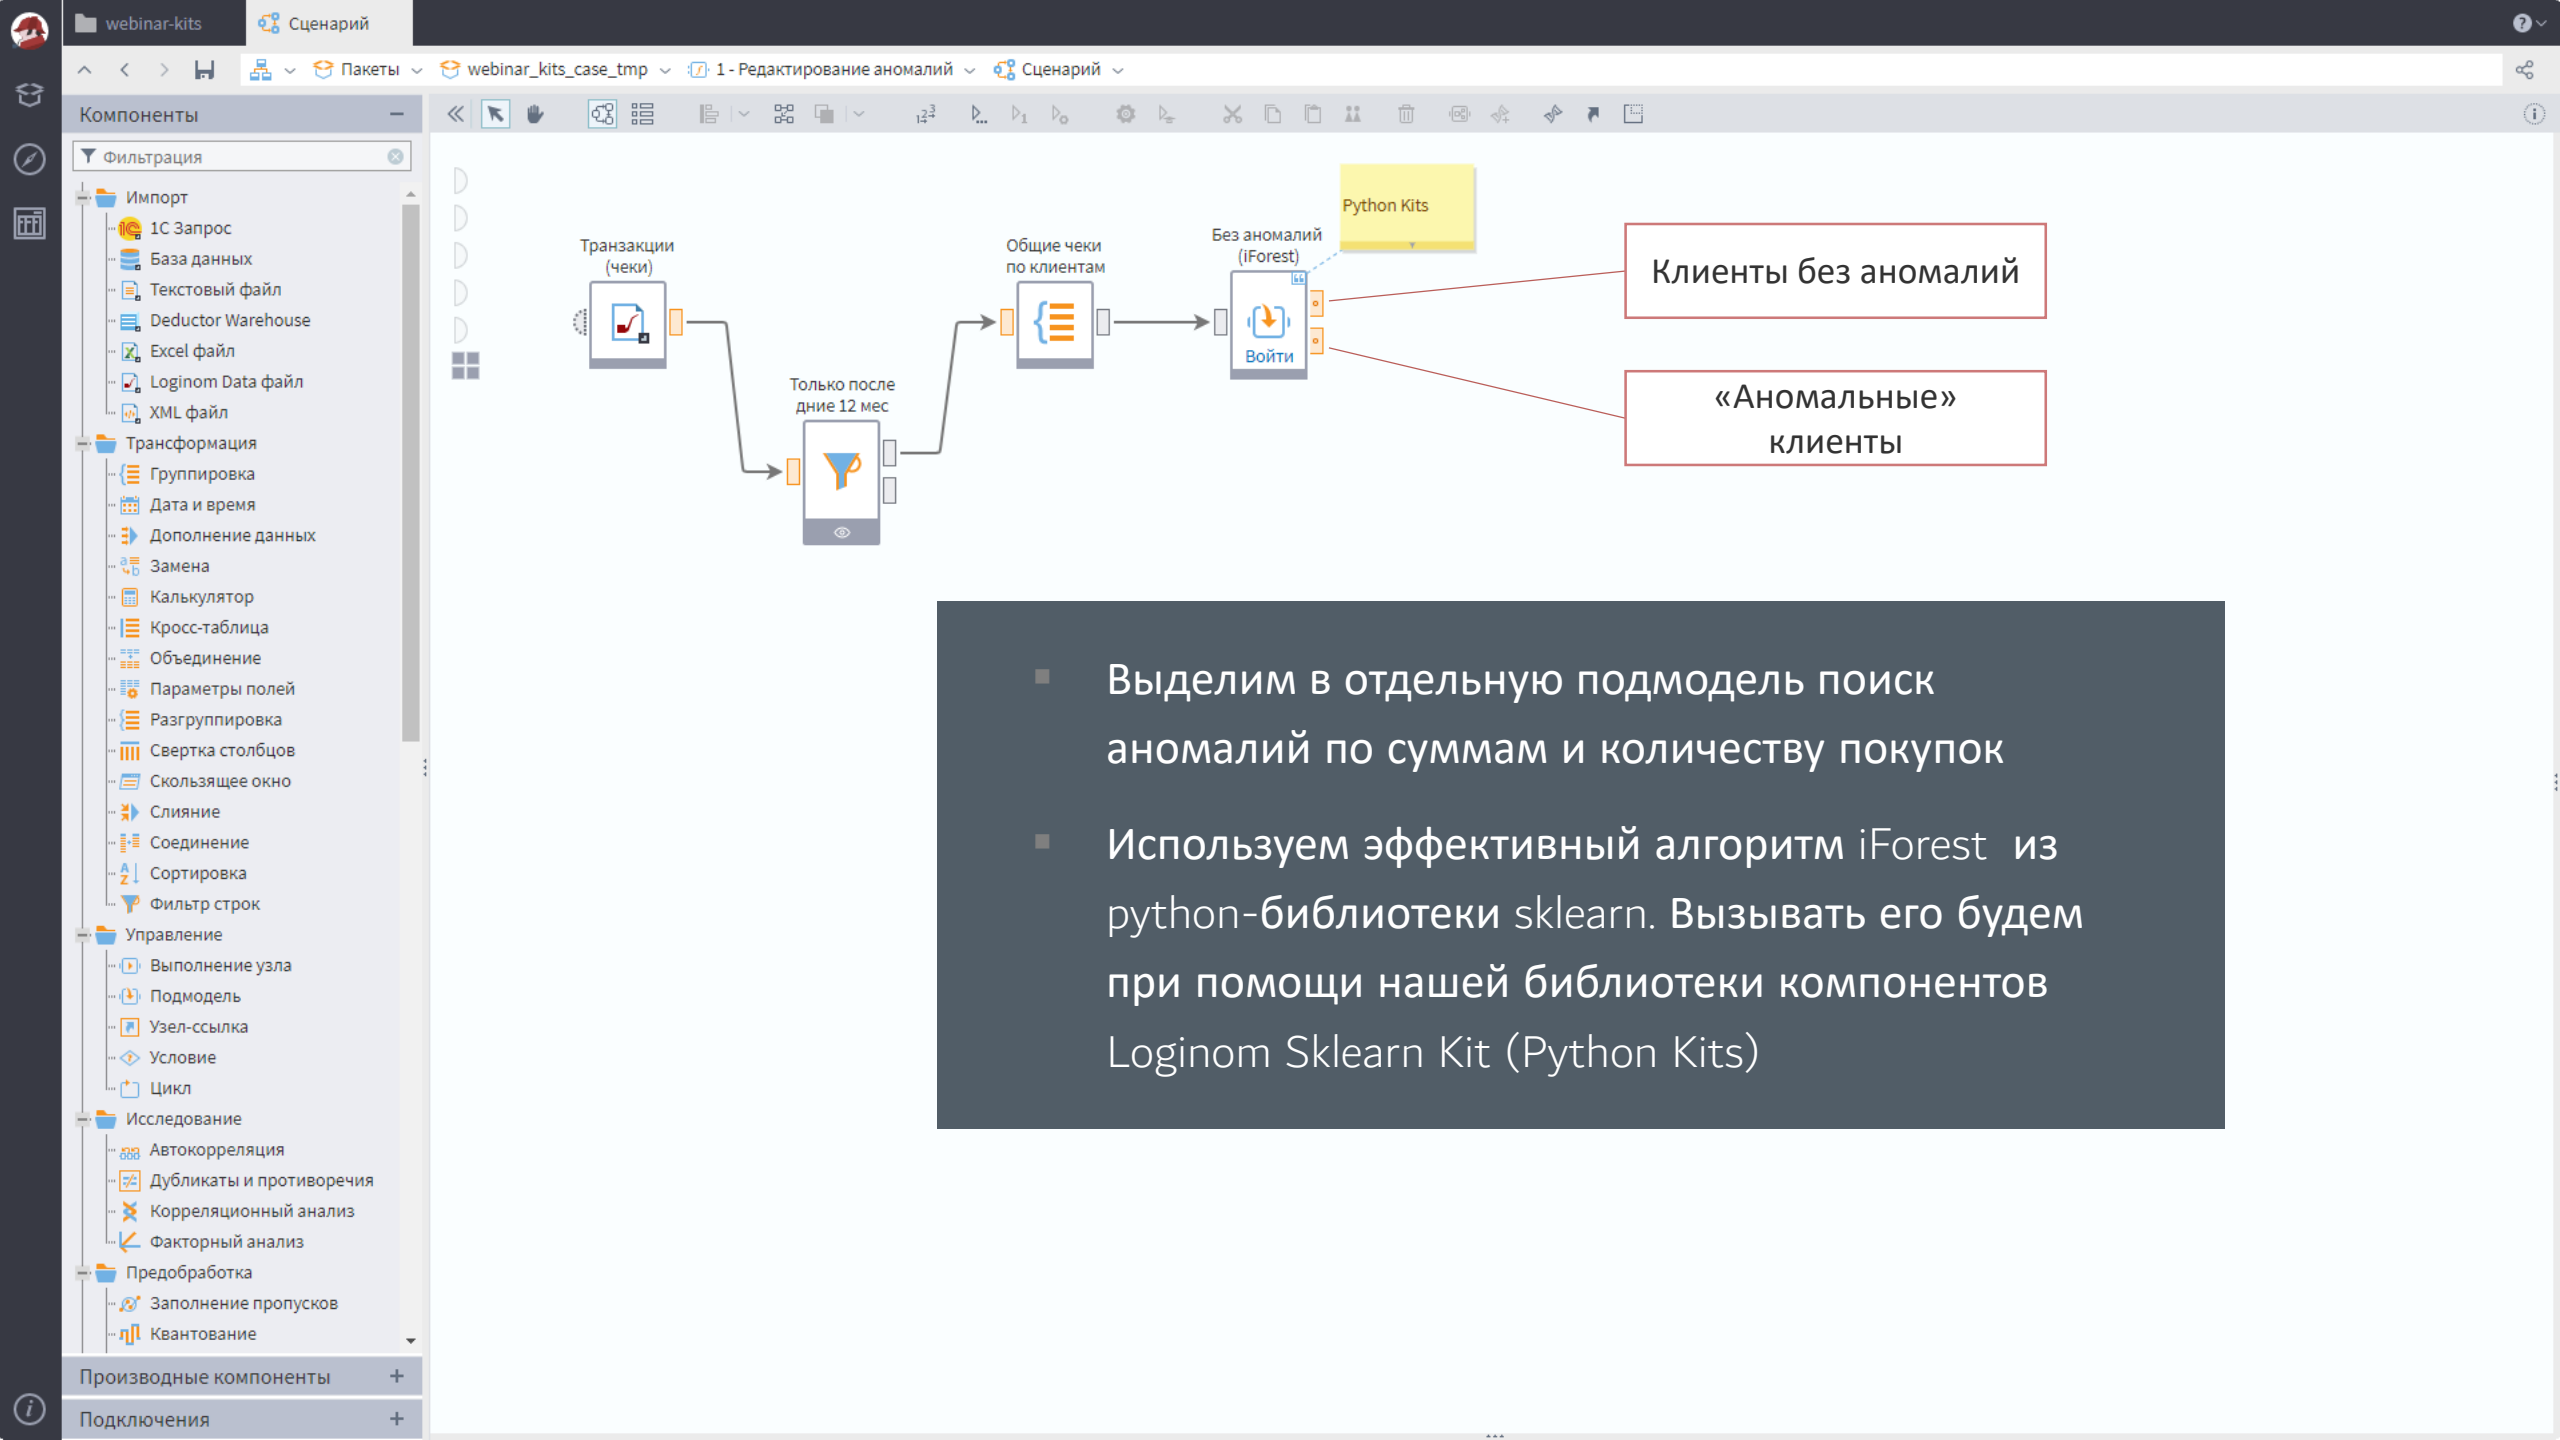 webinar-kits
Сценарий
Пакеты
webinar_kits_case_tmp
1 - Редактирование аномалий
Сценарий
Компоненты
Фильтрация
Импорт
1С Запрос
База данных
Текстовый файл
Deductor Warehouse
Excel файл
Loginom Data файл
XML файл
Трансформация
Группировка
Дата и время
Дополнение данных
Замена
Калькулятор
Кросс-таблица
Объединение
Параметры полей
Разгруппировка
Свертка столбцов
Скользящее окно
Слияние
Соединение
Сортировка
Фильтр строк
Управление
Выполнение узла
Подмодель
Узел-ссылка
Условие
Цикл
Исследование
Автокорреляция
Дубликаты и противоречия
Корреляционный анализ
Факторный анализ
Предобработка
Заполнение пропусков
Квантование
Производные компоненты
Подключения
Транзакции
(чеки)
Только после
дние 12 мес
Общие чеки
по клиентам
Без аномалий
(iForest)
Войти
Python Kits
Клиенты без аномалий
«Аномальные»
клиенты
Выделим в отдельную подмодель поиск
аномалий по суммам и количеству покупок
Используем эффективный алгоритм iForest из
python-библиотеки sklearn. Вызывать его будем
при помощи нашей библиотеки компонентов
Loginom Sklearn Kit (Python Kits)